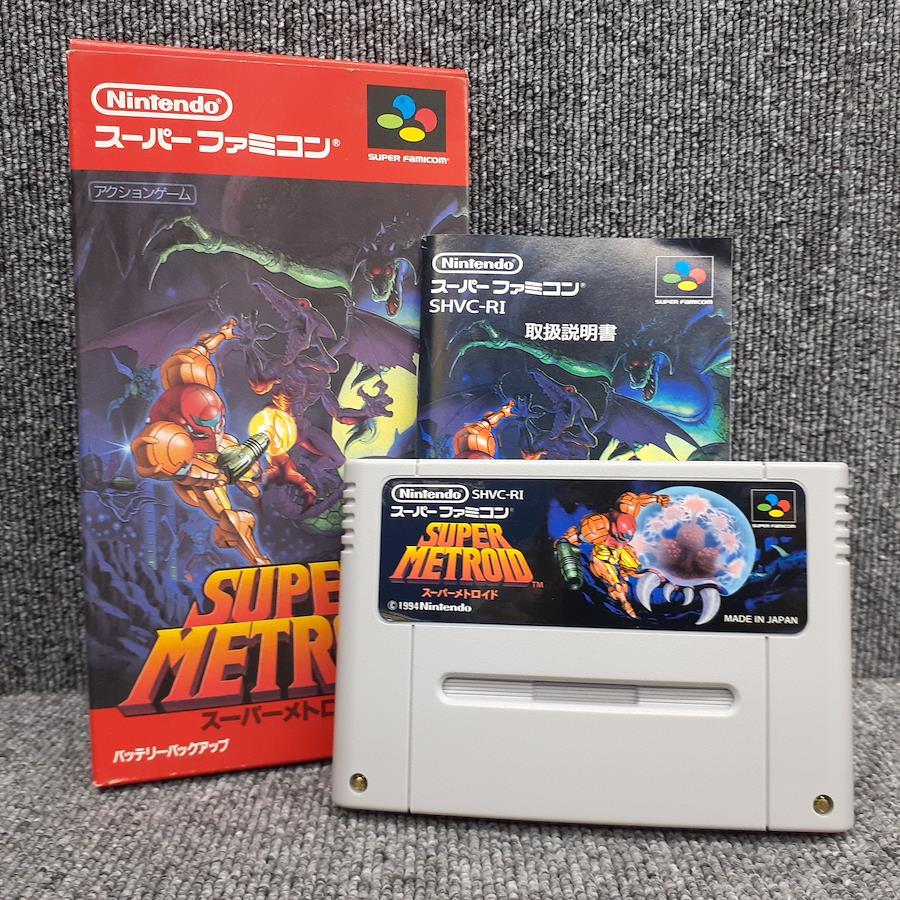 Nintendo®
スーパーファミコン®
SUPER FAMICOM®
アクションゲーム
SUPE
METR
スーパーメトロ
バッテリーバックアップ
Nintendo®
スーパーファミコン®
SHVC-RI
SUPER FAMICOM
取扱説明書
Nintendo SHVC-RI
スーパーファミコン®
SUPER FAMICOM
SUPER
METROID™
スーパーメトロイド
©1994 Nintendo
MADE IN JAPAN